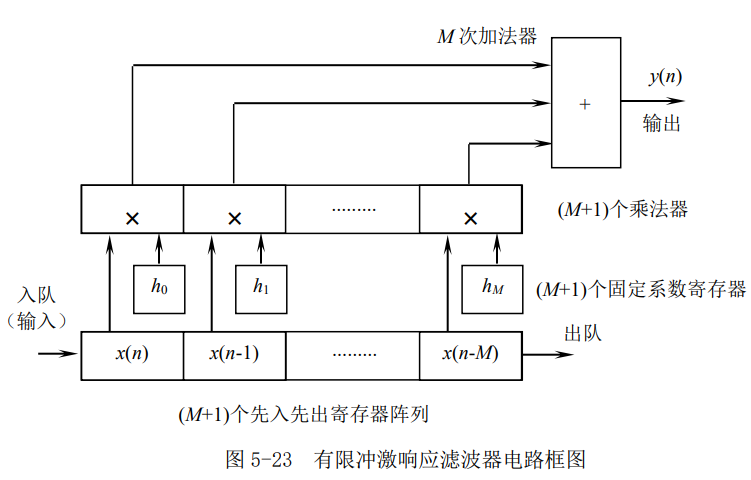 M 次加法器
y(n)
+
输出
×
×
………
×
(M+1)个乘法器
h₀
h₁
hM
(M+1)个固定系数寄存器
入队
（输入）
出队
x(n)
x(n-1)
………
x(n-M)
(M+1)个先入先出寄存器阵列
图 5-23 有限冲激响应滤波器电路框图